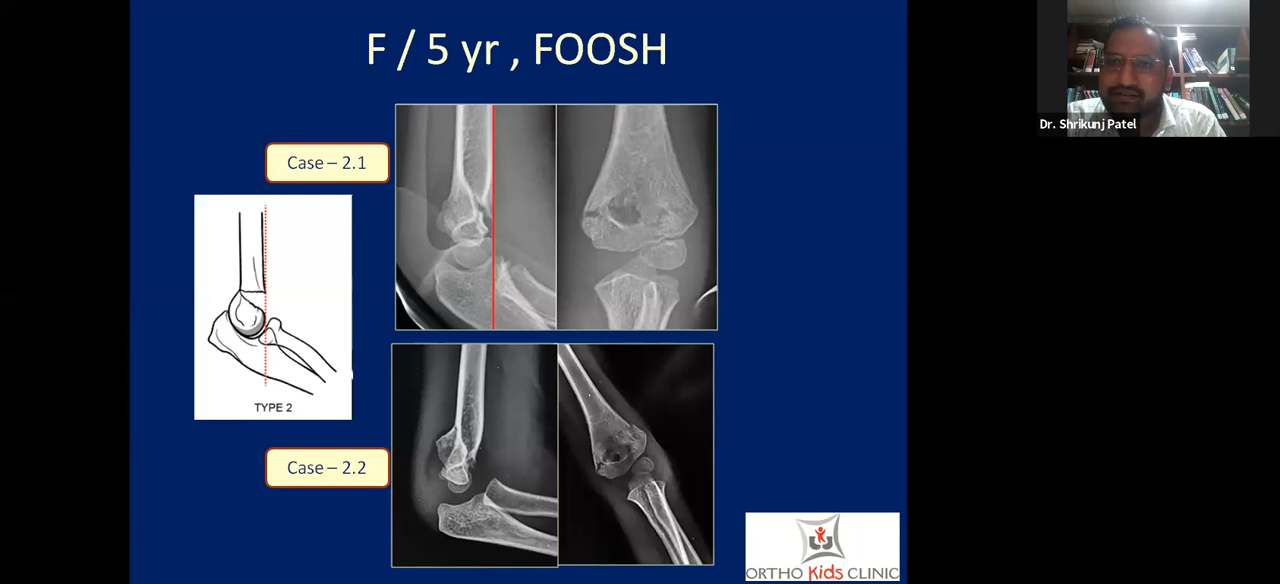 F / 5 yr , FOOSH
Dr. Shrikunj Patel
Case – 2.1
TYPE 2
Case – 2.2
ORTHO Kids CLINIC